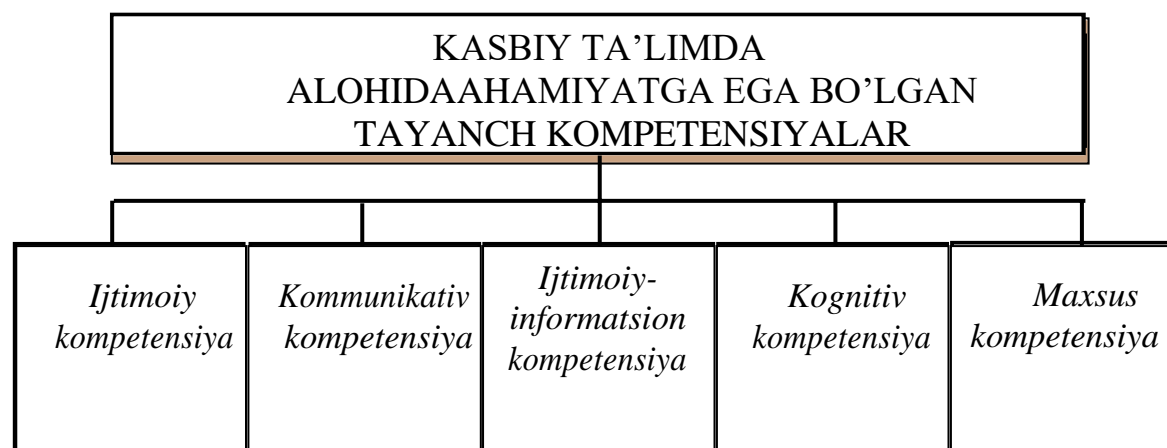 KASBIY TA’LIMDA
ALOHIDAAHAMIYATGA EGA BO’LGAN
TAYANCH KOMPETENSIYALAR
Ijtimoiy
kompetensiya
Kommunikativ
kompetensiya
Ijtimoiy-
informatsion
kompetensiya
Kognitiv
kompetensiya
Maxsus
kompetensiya